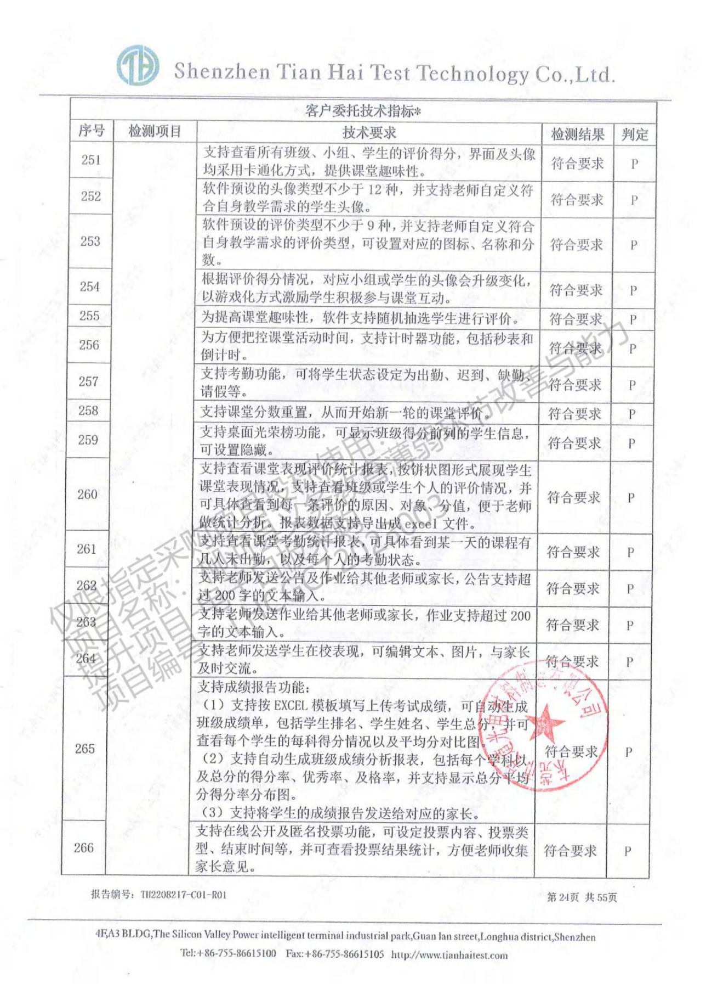 Shenzhen Tian Hai Test Technology Co.,Ltd.
客户委托技术指标*
序号 检测项目 技术要求 检测结果 判定
251 支持查看所有班级、小组、学生的评价得分，界面及头像
均采用卡通化方式，提供课堂趣味性。 符合要求 P
252 软件预设的头像类型不少于 12 种，并支持老师自定义符
合自身教学需求的学生头像。 符合要求 P
253 软件预设的评价类型不少于 9 种，并支持老师自定义符合
自身教学需求的评价类型，可设置对应的图标、名称和分
数。 符合要求 P
254 根据评价得分情况，对应小组或学生的头像会升级变化，
以游戏化方式激励学生积极参与课堂互动。 符合要求 P
255 为提高课堂趣味性，软件支持随机抽选学生进行评价。 符合要求 P
256 为方便把控课堂活动时间，支持计时器功能，包括秒表和
倒计时。 符合要求 P
257 支持考勤功能，可将学生状态设定为出勤、迟到、缺勤、
请假等。 符合要求 P
258 支持课堂分数重置，从而开始新一轮的课堂评价。 符合要求 P
259 支持桌面光荣榜功能，可显示班级得分前列的学生信息，
可设置隐藏。 符合要求 P
260 支持查看课堂表现评价统计报表，按饼状图形式展现学生
课堂表现情况，支持查看班级或学生个人的评价情况，并
可具体查看到每一条评价的原因、对象、分值，便于老师
做统计分析。报表数据支持导出成 excel 文件。 符合要求 P
261 支持查看课堂考勤统计报表，可具体看到某一天的课程有
几人未出勤，以及每个人的考勤状态。 符合要求 P
262 支持老师发送公告及作业给其他老师或家长，公告支持超
过 200 字的文本输入。 符合要求 P
263 支持老师发送作业给其他老师或家长，作业支持超过 200
字的文本输入。 符合要求 P
264 支持老师发送学生在校表现，可编辑文本、图片，与家长
及时交流。 符合要求 P
265 支持成绩报告功能：
（1）支持按 EXCEL 模板填写上传考试成绩，可自动生成
班级成绩单，包括学生排名、学生姓名、学生总分，并可
查看每个学生的每科得分情况以及平均分对比图。
（2）支持自动生成班级成绩分析报表，包括每个学科以
及总分的得分率、优秀率、及格率，并支持显示总分平均
分得分率分布图。
（3）支持将学生的成绩报告发送给对应的家长。 符合要求 P
266 支持在线公开及匿名投票功能，可设定投票内容、投票类
型、结束时间等，并可查看投票结果统计，方便老师收集
家长意见。 符合要求 P
仅限指定采购项目投标使用：
义务教育薄弱环节改善与能力
提升项目
项目编号
报告编号：TH2208217-C01-R01 第 24页 共 55页
4F,A3 BLDG,The Silicon Valley Power intelligent terminal industrial park,Guan lan street,Longhua district,Shenzhen
Tel:+86-755-86615100 Fax:+86-755-86615105 http://www.tianhaitest.com